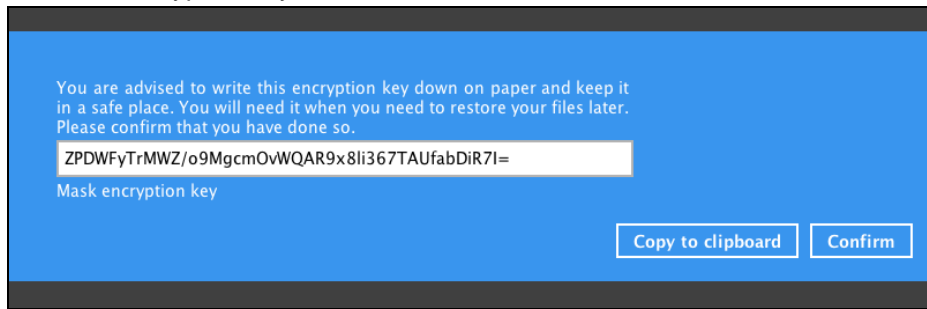 You are advised to write this encryption key down on paper and keep it
in a safe place. You will need it when you need to restore your files later.
Please confirm that you have done so.
ZPDWFyTrMWZ/o9MgcmOvWQAR9x8li367TAUfabDiR7I=
Mask encryption key
Copy to clipboard
Confirm